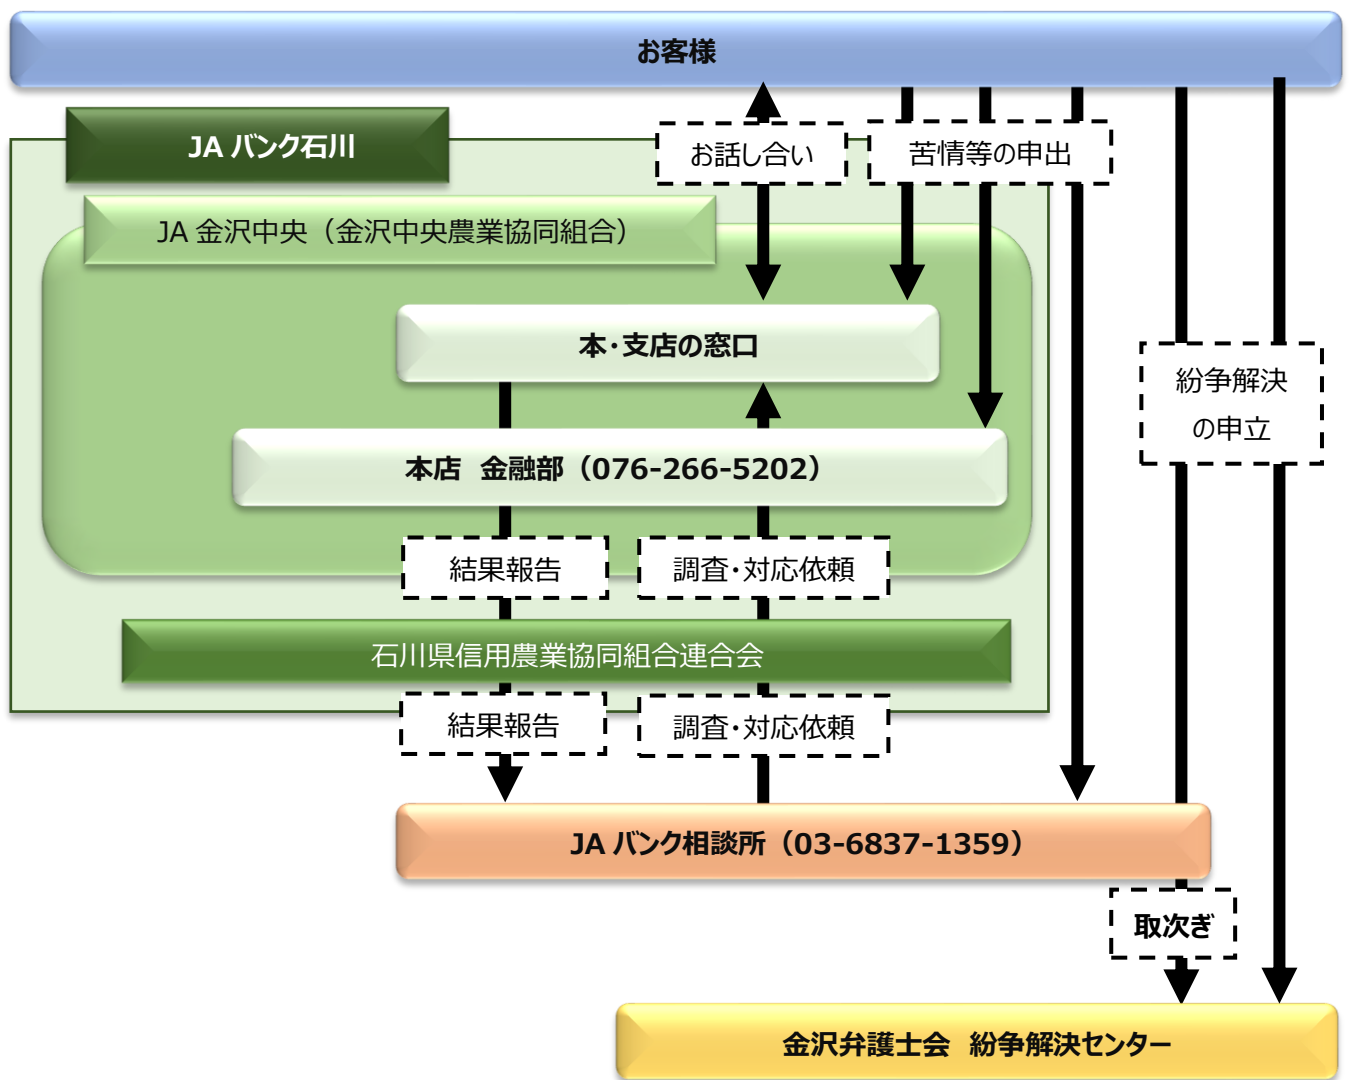 お客様
JA バンク石川
お話し合い
苦情等の申出
JA 金沢中央（金沢中央農業協同組合）
本・支店の窓口
紛争解決
の申立
本店 金融部（076-266-5202）
結果報告
調査・対応依頼
石川県信用農業協同組合連合会
結果報告
調査・対応依頼
JA バンク相談所（03-6837-1359）
取次ぎ
金沢弁護士会 紛争解決センター